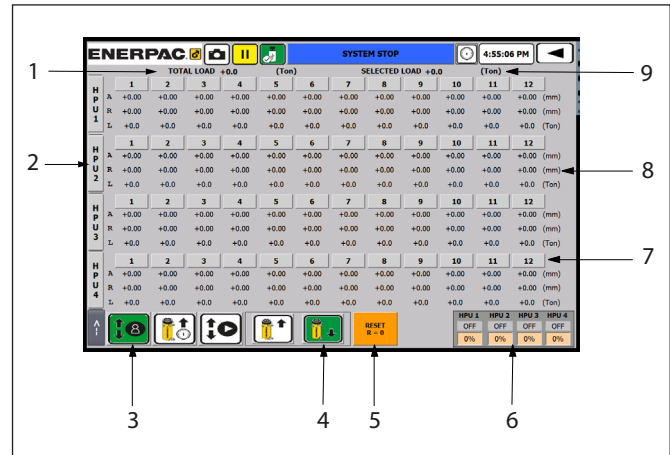 ENERPAC SYSTEM STOP 4:55:06 PM
1 TOTAL LOAD +0.0 (Ton) SELECTED LOAD +0.0 (Ton) 9
HPU1
1 2 3 4 5 6 7 8 9 10 11 12
A +0.00 +0.00 +0.00 +0.00 +0.00 +0.00 +0.00 +0.00 +0.00 +0.00 +0.00 +0.00 (mm)
R +0.00 +0.00 +0.00 +0.00 +0.00 +0.00 +0.00 +0.00 +0.00 +0.00 +0.00 +0.00 (mm)
L +0.0 +0.0 +0.0 +0.0 +0.0 +0.0 +0.0 +0.0 +0.0 +0.0 +0.0 +0.0 (Ton)
2 HPU2
1 2 3 4 5 6 7 8 9 10 11 12
A +0.00 +0.00 +0.00 +0.00 +0.00 +0.00 +0.00 +0.00 +0.00 +0.00 +0.00 +0.00 (mm)
R +0.00 +0.00 +0.00 +0.00 +0.00 +0.00 +0.00 +0.00 +0.00 +0.00 +0.00 +0.00 (mm) 8
L +0.0 +0.0 +0.0 +0.0 +0.0 +0.0 +0.0 +0.0 +0.0 +0.0 +0.0 +0.0 (Ton)
HPU3
1 2 3 4 5 6 7 8 9 10 11 12
A +0.00 +0.00 +0.00 +0.00 +0.00 +0.00 +0.00 +0.00 +0.00 +0.00 +0.00 +0.00 (mm)
R +0.00 +0.00 +0.00 +0.00 +0.00 +0.00 +0.00 +0.00 +0.00 +0.00 +0.00 +0.00 (mm)
L +0.0 +0.0 +0.0 +0.0 +0.0 +0.0 +0.0 +0.0 +0.0 +0.0 +0.0 +0.0 (Ton)
HPU4
1 2 3 4 5 6 7 8 9 10 11 12 7
A +0.00 +0.00 +0.00 +0.00 +0.00 +0.00 +0.00 +0.00 +0.00 +0.00 +0.00 +0.00 (mm)
R +0.00 +0.00 +0.00 +0.00 +0.00 +0.00 +0.00 +0.00 +0.00 +0.00 +0.00 +0.00 (mm)
L +0.0 +0.0 +0.0 +0.0 +0.0 +0.0 +0.0 +0.0 +0.0 +0.0 +0.0 +0.0 (Ton)
HPU 1 HPU 2 HPU 3 HPU 4
RESET OFF OFF OFF OFF
R = 0
0% 0% 0% 0%
3 4 5 6